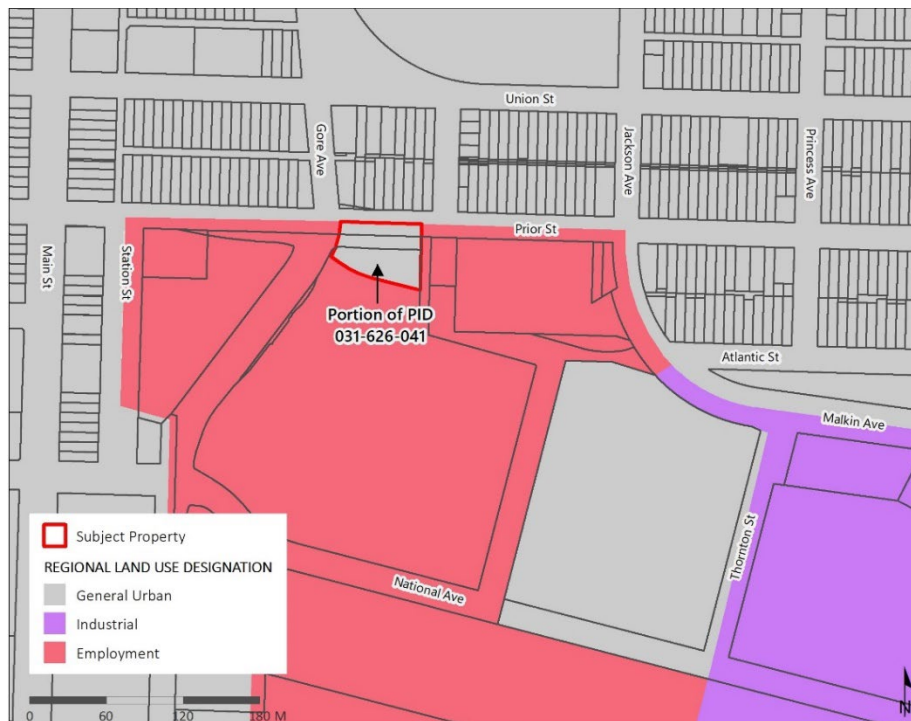 Union St
Gore Ave
Jackson Ave
Princess Ave
Prior St
Main St
Station St
Portion of PID
031-626-041
Atlantic St
Malkin Ave
Thornton St
National Ave
Subject Property
REGIONAL LAND USE DESIGNATION
General Urban
Industrial
Employment
0 60 120 180 M
N